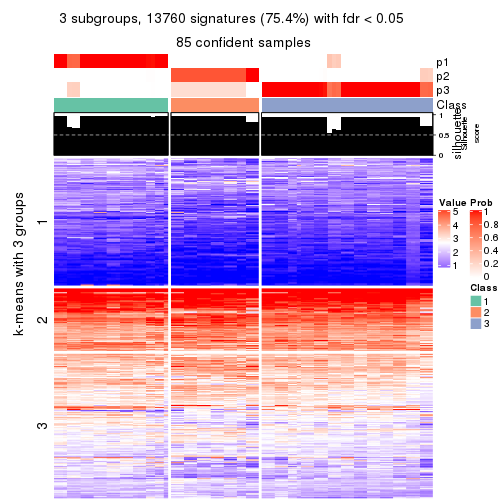 3 subgroups, 13760 signatures (75.4%) with fdr < 0.05
85 confident samples
p1
p2
p3
Class
1
0.5
0
silhouette
Silhouette
score
k-means with 3 groups
1
2
3
Value
5
4
3
2
1
Prob
1
0.8
0.6
0.4
0.2
0
Class
1
2
3